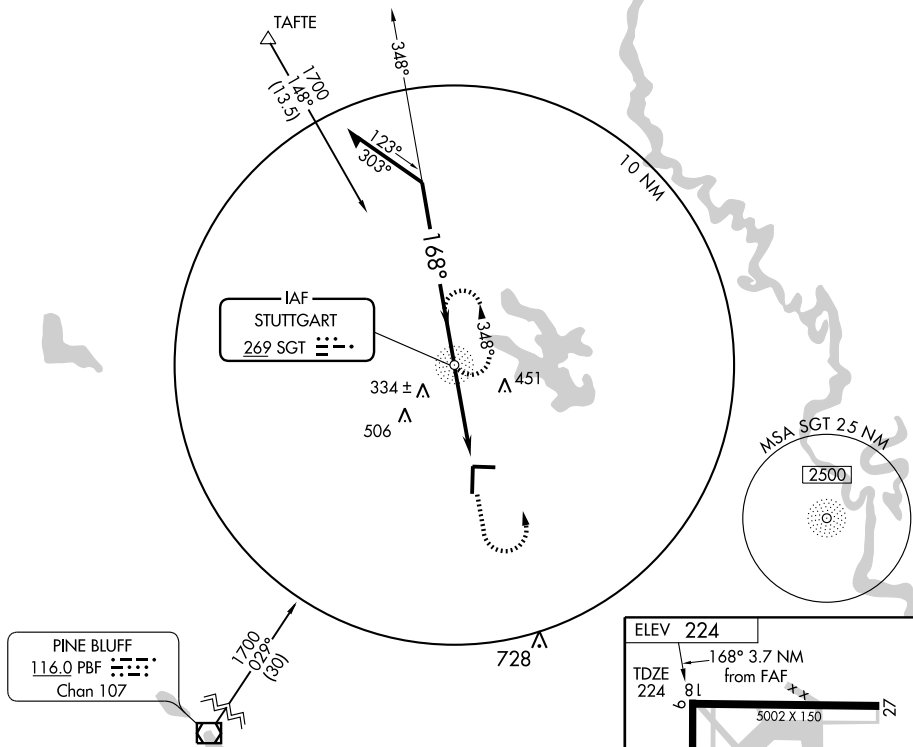 TAFTE
1700
148°
(13.5)
348°
123°
303°
10 NM
168°
IAF
STUTTGART
269 SGT
348°
334 ±
451
506
MSA SGT 25 NM
2500
PINE BLUFF
116.0 PBF
Chan 107
1700
029°
(30)
728
ELEV 224
TDZE
224
168° 3.7 NM
from FAF
18
9
x x
5002 X 150
27